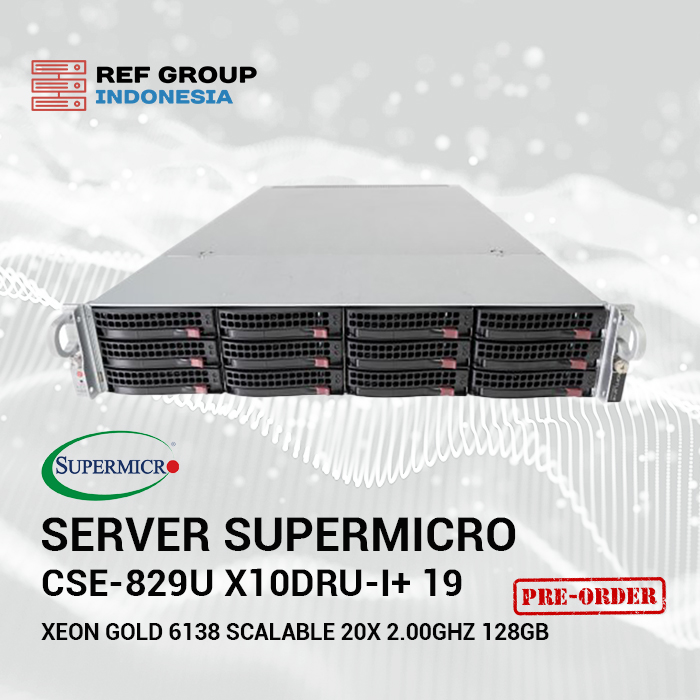 REF GROUP
INDONESIA
SUPERMICRO
SERVER SUPERMICRO
CSE-829U X10DRU-I+ 19
PRE-ORDER
XEON GOLD 6138 SCALABLE 20X 2.00GHZ 128GB